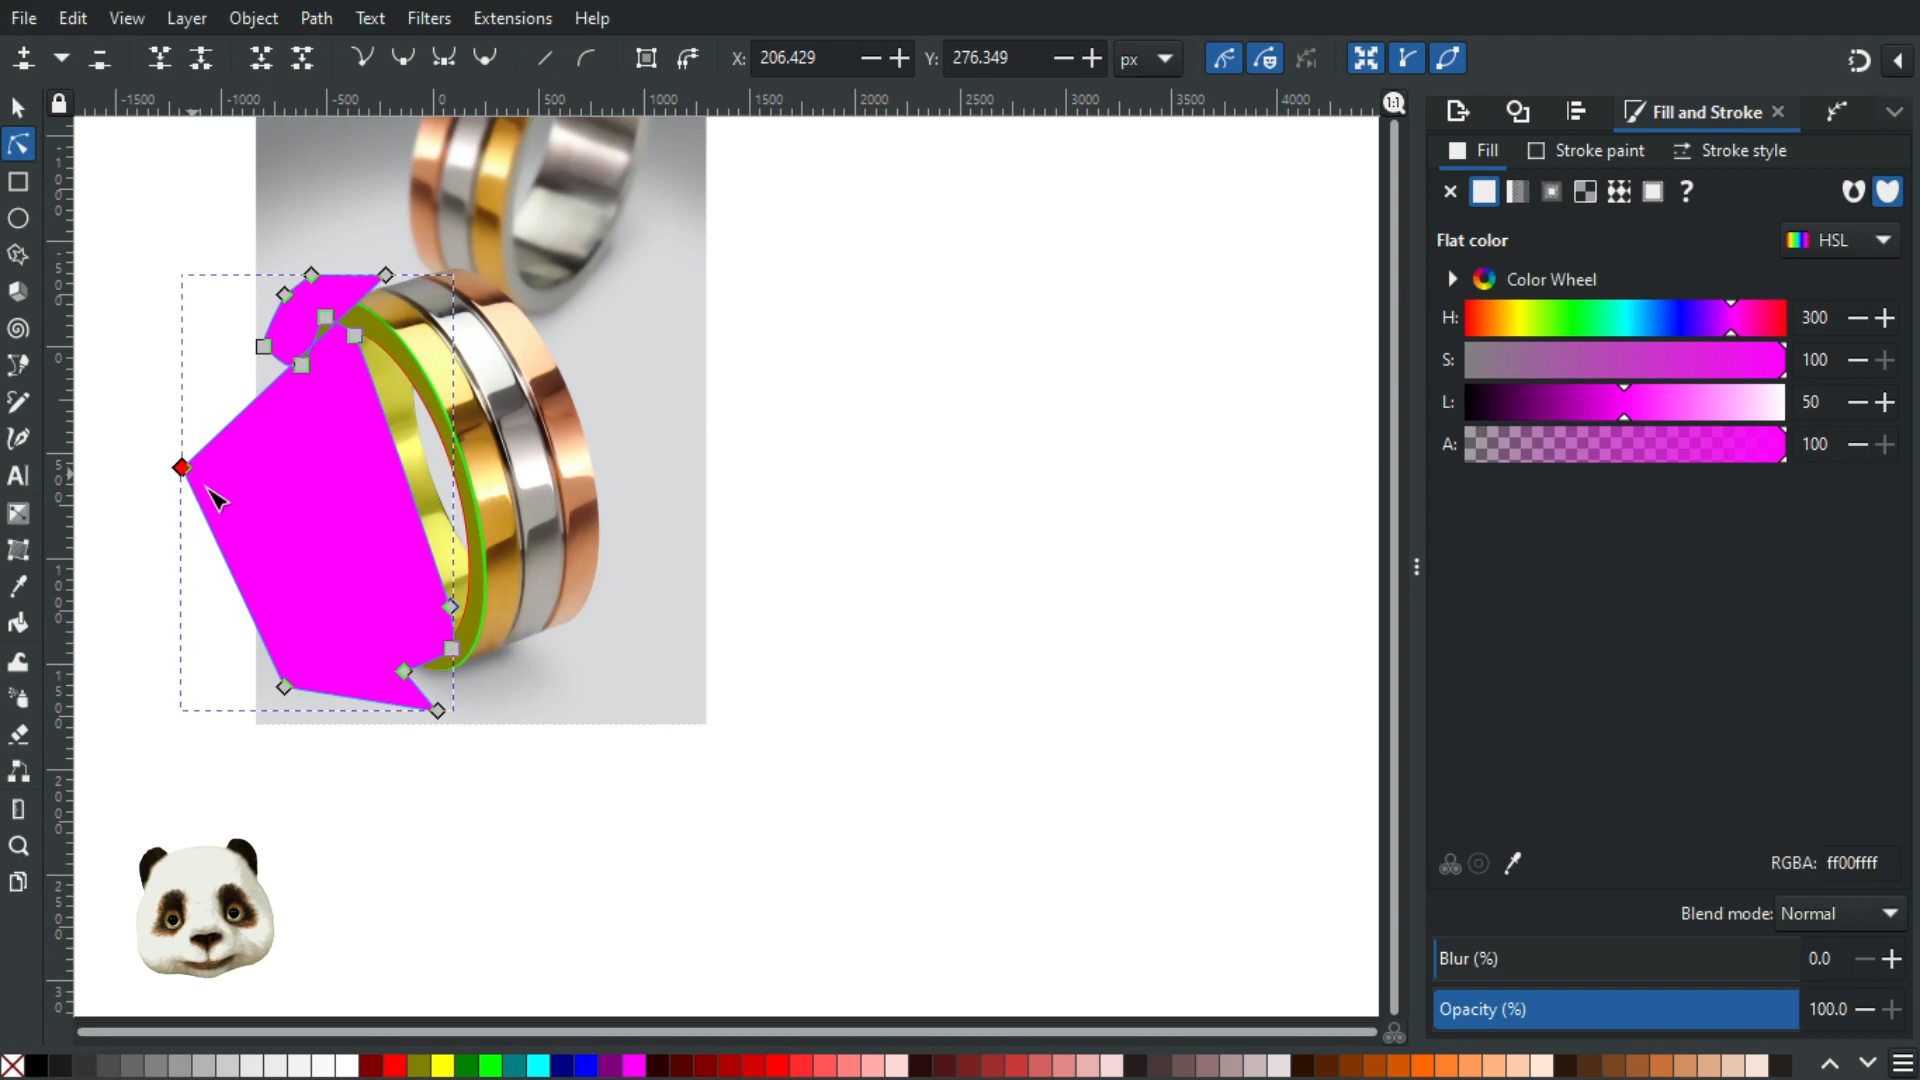 File Edit View Layer Object Path Text Filters Extensions Help
X: 206.429 Y: 276.349 px
-1500 -1000 -500 0 500 1000 1500 2000 2500 3000 3500 4000 1:1
Fill and Stroke
Fill Stroke paint Stroke style
?
Flat color HSL
Color Wheel
H: 300
S: 100
L: 50
A: 100
RGBA: ff00ffff
Blend mode: Normal
Blur (%) 0.0
Opacity (%) 100.0